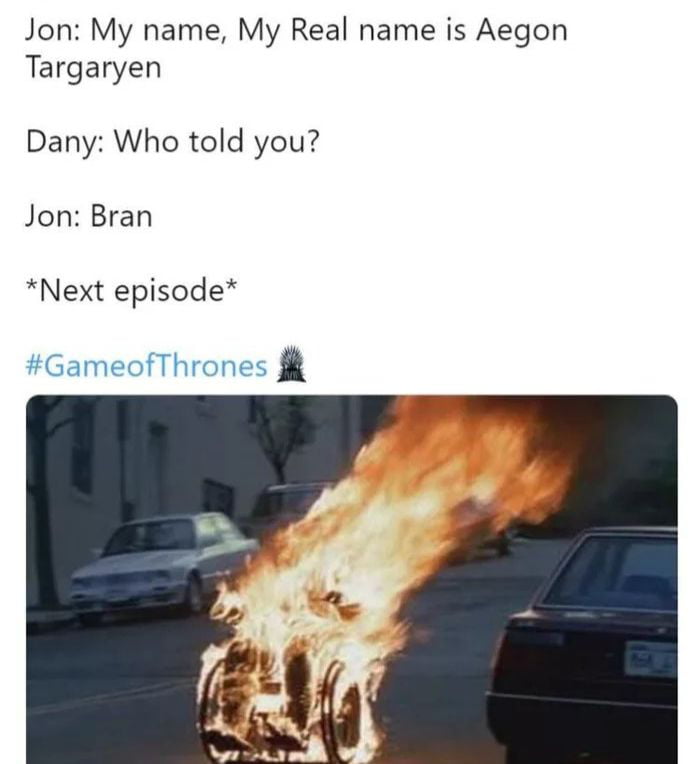 Jon: My name, My Real name is Aegon
Targaryen
Dany: Who told you?
Jon: Bran
*Next episode*
#GameofThrones